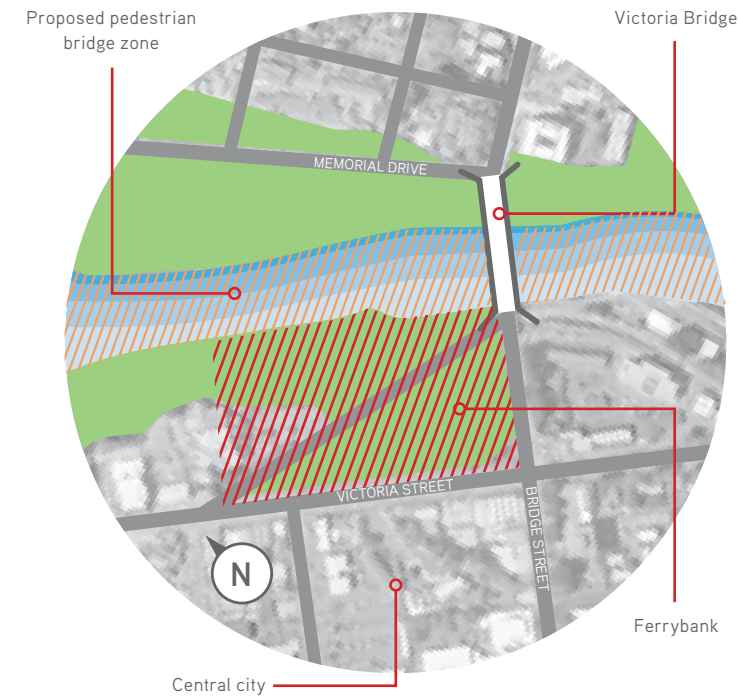 Proposed pedestrian
bridge zone
Victoria Bridge
MEMORIAL DRIVE
VICTORIA STREET
BRIDGE STREET
N
Ferrybank
Central city